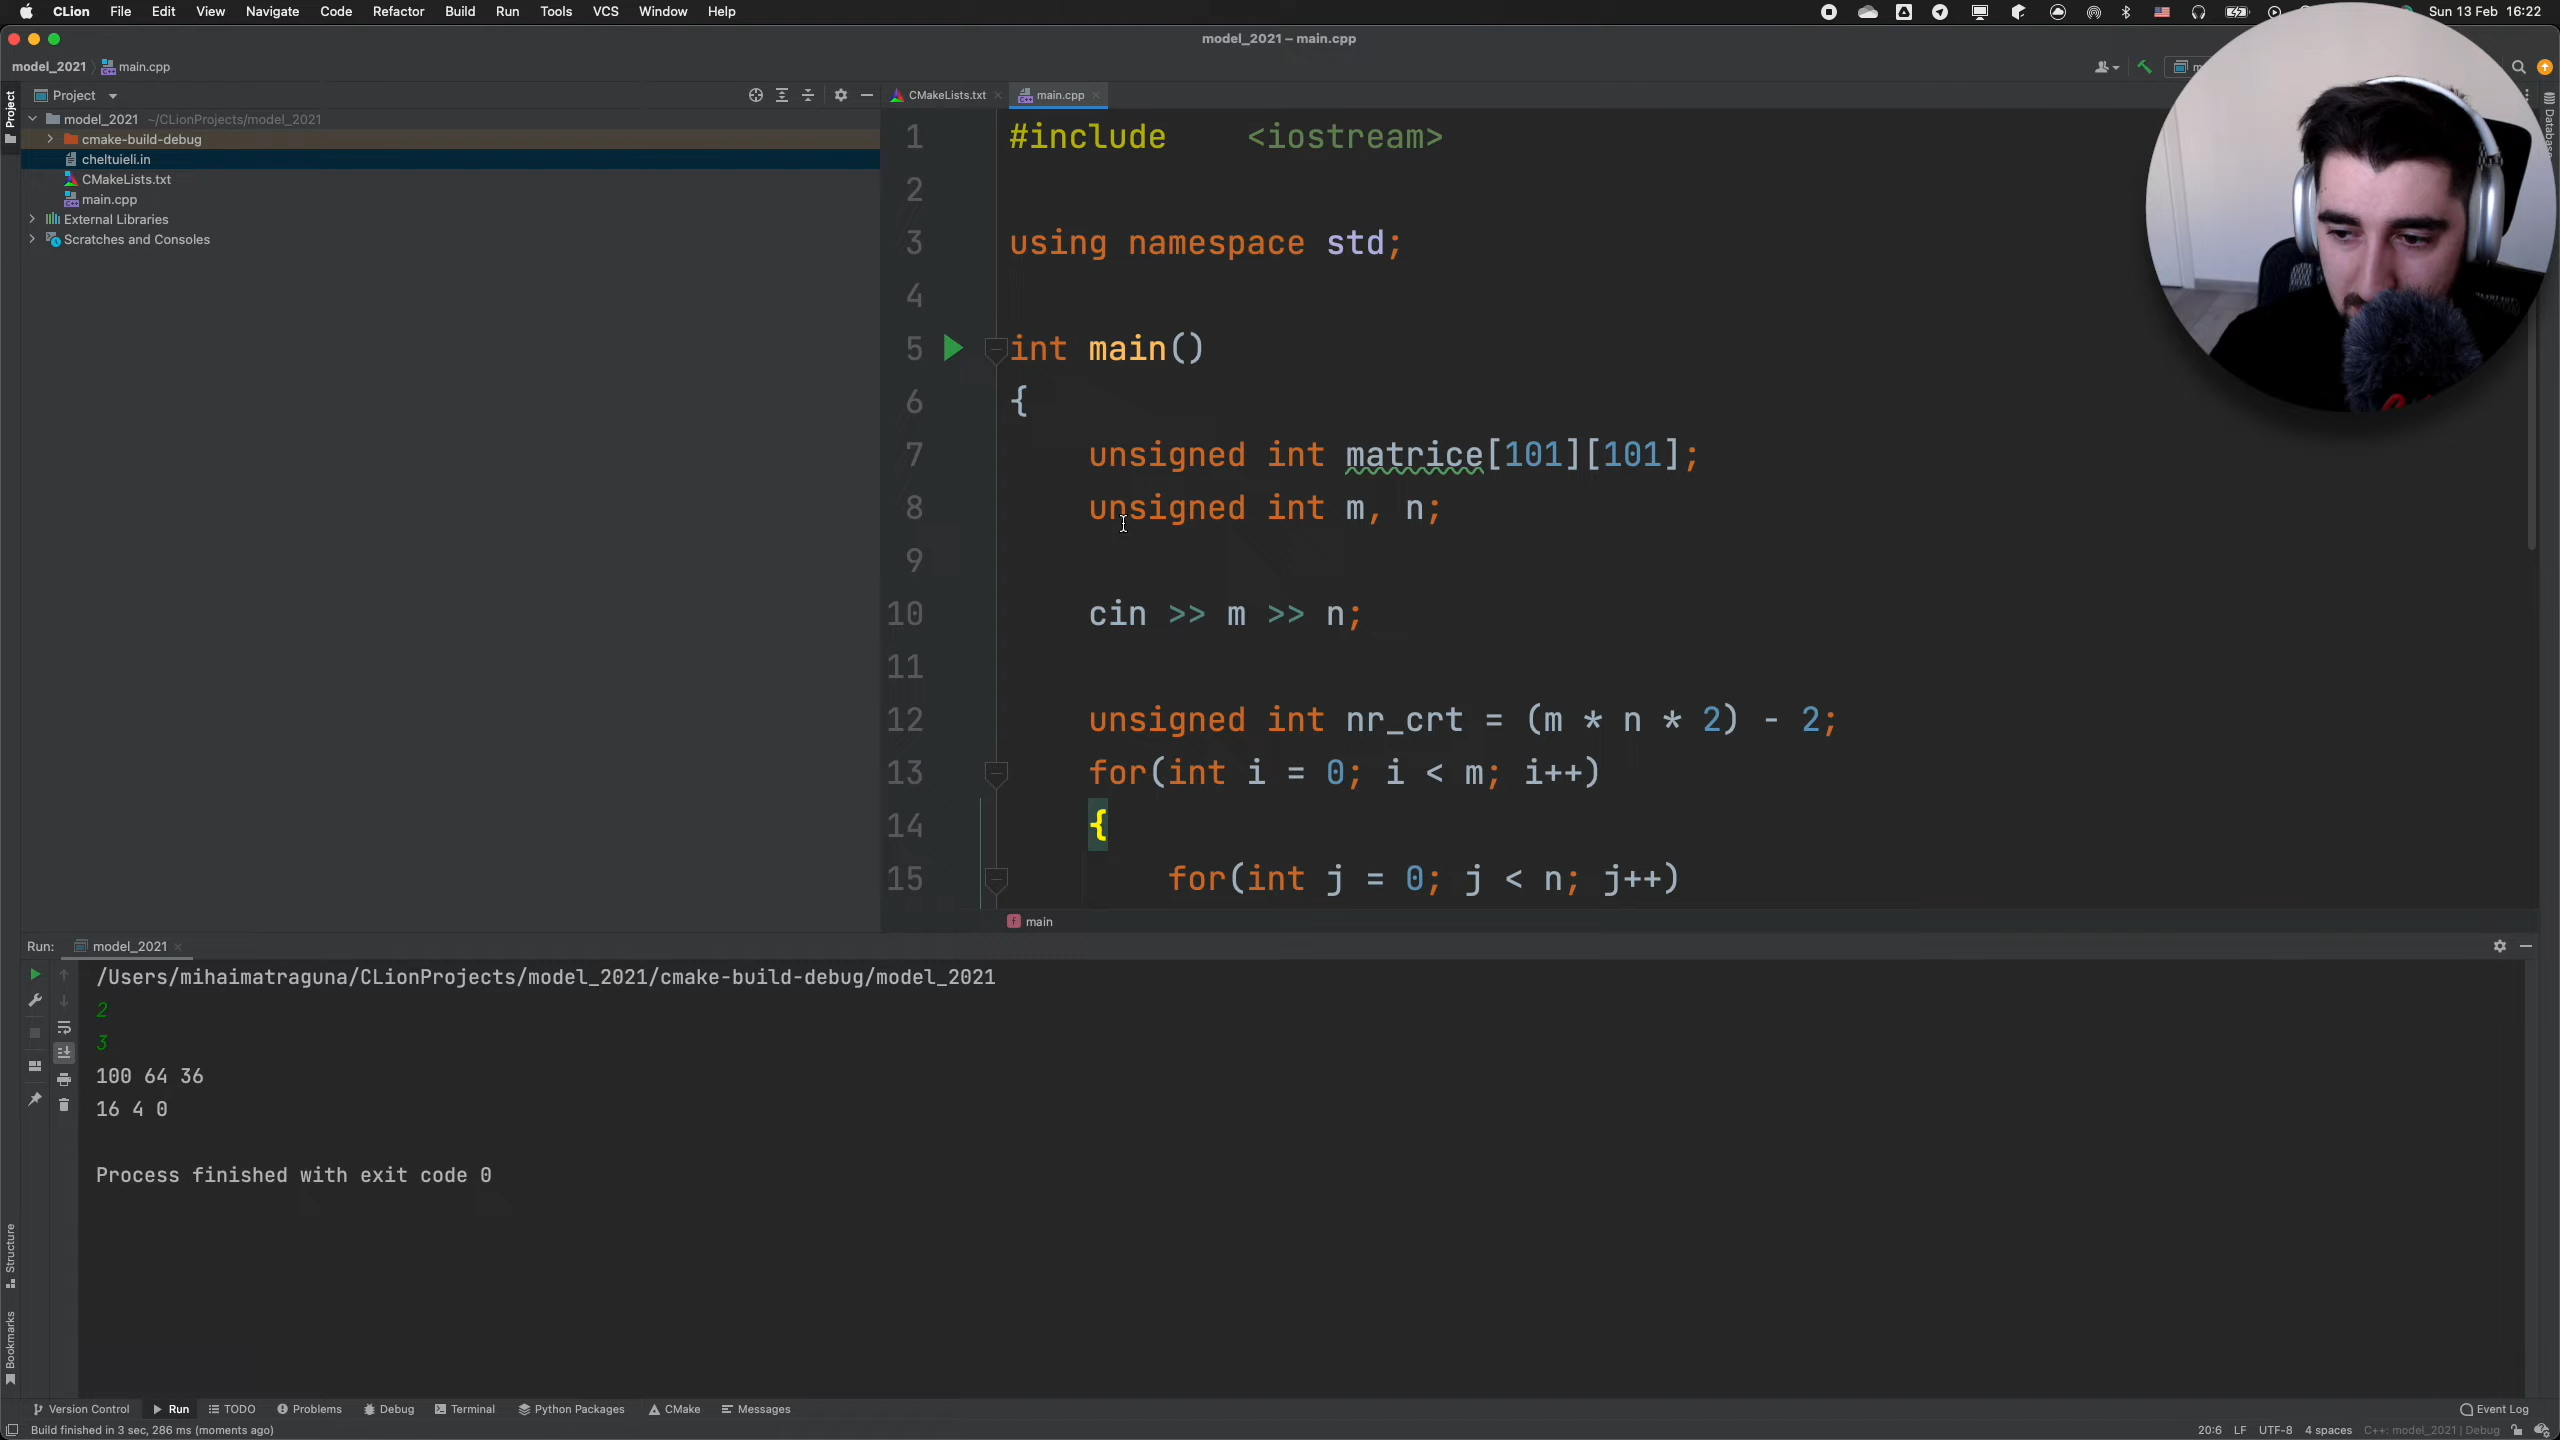 CLion File Edit View Navigate Code Refactor Build Run Tools VCS Window Help
Sun 13 Feb 16:22
model_2021 – main.cpp
model_2021 main.cpp
Project
CMakeLists.txt
main.cpp
Project
Database
model_2021 ~/CLionProjects/model_2021
cmake-build-debug
cheltuieli.in
CMakeLists.txt
main.cpp
External Libraries
Scratches and Consoles
1 #include    <iostream>
2
3 using namespace std;
4
5 int main()
6 {
7     unsigned int matrice[101][101];
8     unsigned int m, n;
9
10     cin >> m >> n;
11
12     unsigned int nr_crt = (m * n * 2) - 2;
13     for(int i = 0; i < m; i++)
14     {
15         for(int j = 0; j < n; j++)
f main
Run: model_2021
/Users/mihaimatraguna/CLionProjects/model_2021/cmake-build-debug/model_2021
2
3
100 64 36
16 4 0
Process finished with exit code 0
Structure
Bookmarks
Version Control Run TODO Problems Debug Terminal Python Packages CMake Messages
Event Log
Build finished in 3 sec, 286 ms (moments ago)
20:6 LF UTF-8 4 spaces C++: model_2021 | Debug